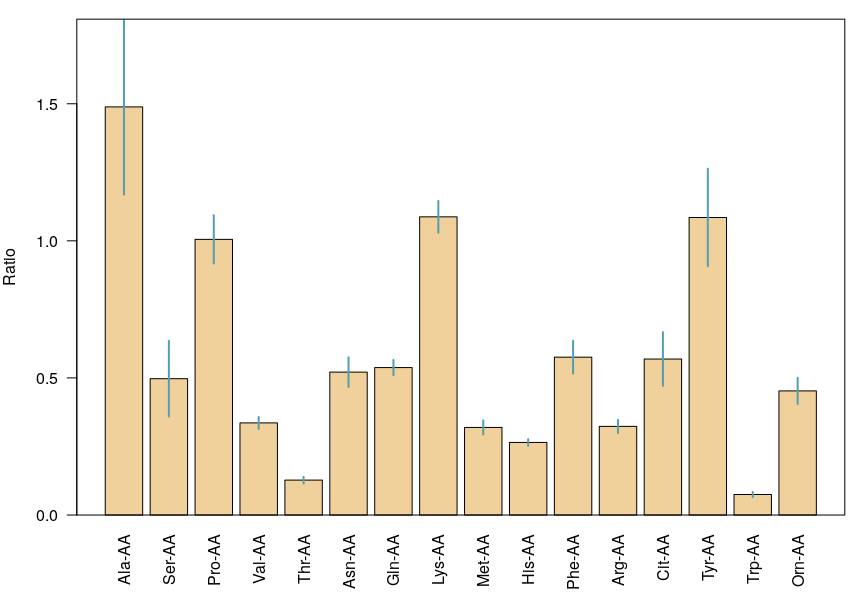 Ratio
1.5
1.0
0.5
0.0
Ala-AA
Ser-AA
Pro-AA
Val-AA
Thr-AA
Asn-AA
Gln-AA
Lys-AA
Met-AA
His-AA
Phe-AA
Arg-AA
Cit-AA
Tyr-AA
Trp-AA
Orn-AA